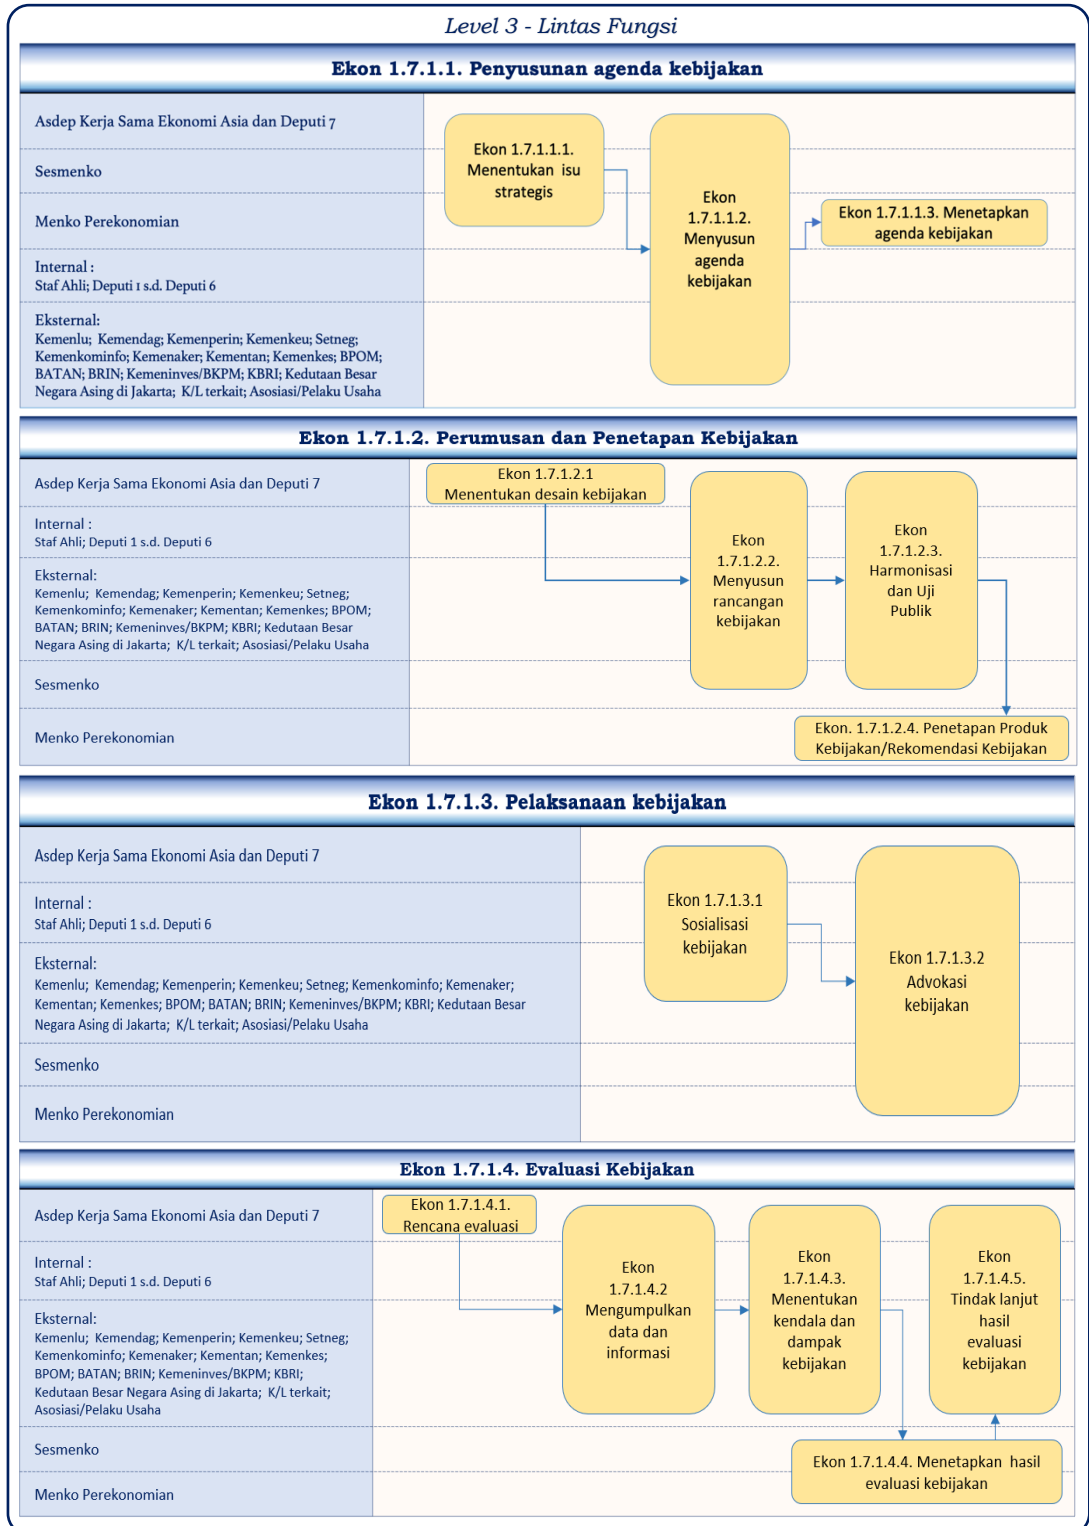 Level 3 - Lintas Fungsi
Ekon 1.7.1.1. Penyusunan agenda kebijakan
Asdep Kerja Sama Ekonomi Asia dan Deputi 7
Sesmenko
Menko Perekonomian
Internal :
Staf Ahli; Deputi 1 s.d. Deputi 6
Eksternal:
Kemenlu; Kemendag; Kemenperin; Kemenkeu; Setneg;
Kemenkominfo; Kemenaker; Kementan; Kemenkes; BPOM;
BATAN; BRIN; Kemeninves/BKPM; KBRI; Kedutaan Besar
Negara Asing di Jakarta; K/L terkait; Asosiasi/Pelaku Usaha
Ekon 1.7.1.1.1.
Menentukan isu
strategis
Ekon
1.7.1.1.2.
Menyusun
agenda
kebijakan
Ekon 1.7.1.1.3. Menetapkan
agenda kebijakan
Ekon 1.7.1.2. Perumusan dan Penetapan Kebijakan
Asdep Kerja Sama Ekonomi Asia dan Deputi 7
Internal :
Staf Ahli; Deputi 1 s.d. Deputi 6
Eksternal:
Kemenlu; Kemendag; Kemenperin; Kemenkeu; Setneg;
Kemenkominfo; Kemenaker; Kementan; Kemenkes; BPOM;
BATAN; BRIN; Kemeninves/BKPM; KBRI; Kedutaan Besar
Negara Asing di Jakarta; K/L terkait; Asosiasi/Pelaku Usaha
Sesmenko
Menko Perekonomian
Ekon 1.7.1.2.1
Menentukan desain kebijakan
Ekon
1.7.1.2.2.
Menyusun
rancangan
kebijakan
Ekon
1.7.1.2.3.
Harmonisasi
dan Uji
Publik
Ekon. 1.7.1.2.4. Penetapan Produk
Kebijakan/Rekomendasi Kebijakan
Ekon 1.7.1.3. Pelaksanaan kebijakan
Asdep Kerja Sama Ekonomi Asia dan Deputi 7
Internal :
Staf Ahli; Deputi 1 s.d. Deputi 6
Eksternal:
Kemenlu; Kemendag; Kemenperin; Kemenkeu; Setneg; Kemenkominfo; Kemenaker;
Kementan; Kemenkes; BPOM; BATAN; BRIN; Kemeninves/BKPM; KBRI; Kedutaan Besar
Negara Asing di Jakarta; K/L terkait; Asosiasi/Pelaku Usaha
Sesmenko
Menko Perekonomian
Ekon 1.7.1.3.1
Sosialisasi
kebijakan
Ekon 1.7.1.3.2
Advokasi
kebijakan
Ekon 1.7.1.4. Evaluasi Kebijakan
Asdep Kerja Sama Ekonomi Asia dan Deputi 7
Internal :
Staf Ahli; Deputi 1 s.d. Deputi 6
Eksternal:
Kemenlu; Kemendag; Kemenperin; Kemenkeu; Setneg;
Kemenkominfo; Kemenaker; Kementan; Kemenkes;
BPOM; BATAN; BRIN; Kemeninves/BKPM; KBRI;
Kedutaan Besar Negara Asing di Jakarta; K/L terkait;
Asosiasi/Pelaku Usaha
Sesmenko
Menko Perekonomian
Ekon 1.7.1.4.1.
Rencana evaluasi
Ekon
1.7.1.4.2
Mengumpulkan
data dan
informasi
Ekon
1.7.1.4.3.
Menentukan
kendala dan
dampak
kebijakan
Ekon
1.7.1.4.5.
Tindak lanjut
hasil
evaluasi
kebijakan
Ekon 1.7.1.4.4. Menetapkan hasil
evaluasi kebijakan